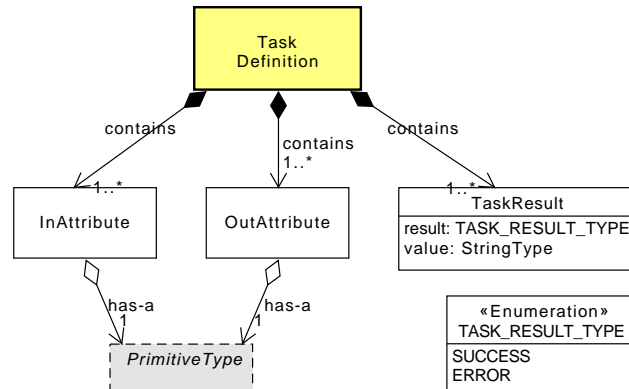 Task
Definition
contains
contains
contains
1..*
1..*
1..*
InAttribute
OutAttribute
TaskResult
result: TASK_RESULT_TYPE
value: StringType
has-a
has-a
1
1
PrimitiveType
«Enumeration»
TASK_RESULT_TYPE
SUCCESS
ERROR